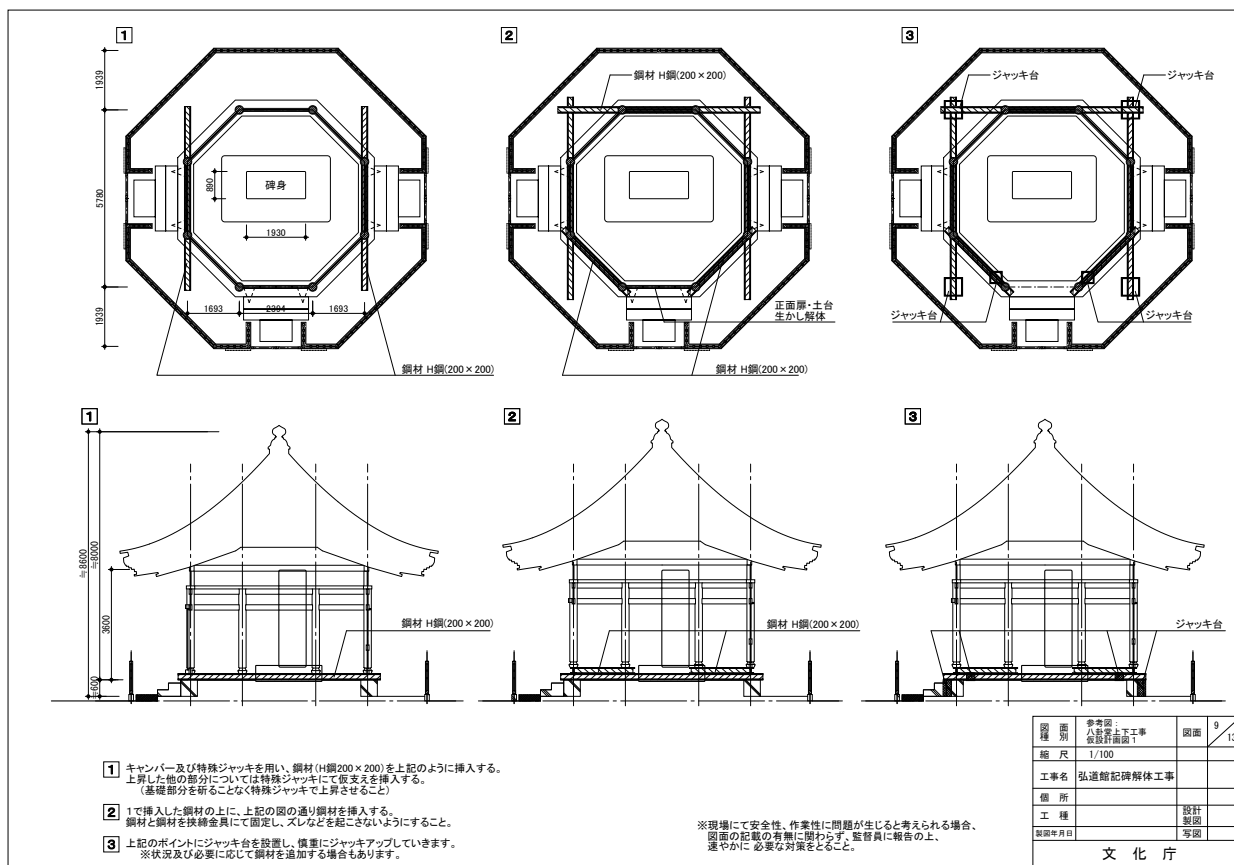 1
2
3
1939
5780
1939
890
碑身
1930
1693
2394
1693
鋼材 H鋼(200×200)
鋼材 H鋼(200×200)
正面扉・土台
生かし解体
鋼材 H鋼(200×200)
ジャッキ台
ジャッキ台
ジャッキ台
ジャッキ台
1
2
3
≒8600
≒8000
3600
≒600
鋼材 H鋼(200×200)
鋼材 H鋼(200×200)
ジャッキ台
1 キャンバー及び特殊ジャッキを用い、鋼材(H鋼200×200)を上記のように挿入する。
上昇した他の部分については特殊ジャッキにて仮支えを挿入する。
(基礎部分を斫ることなく特殊ジャッキで上昇させること)
2 1で挿入した鋼材の上に、上記の図の通り鋼材を挿入する。
鋼材と鋼材を挟締金具にて固定し、ズレなどを起こさないようにすること。
3 上記のポイントにジャッキ台を設置し、慎重にジャッキアップしていきます。
※状況及び必要に応じて鋼材を追加する場合もあります。
※現場にて安全性、作業性に問題が生じると考えられる場合、
図面の記載の有無に関わらず、監督員に報告の上、
速やかに 必要な対策をとること。
図面種別 参考図: 八卦堂上下工事 仮設計画図1 図面 9/13
縮尺 1/100
工事名 弘道館記碑解体工事
個所
工種 設計製図
製図年月日 写図
文化庁